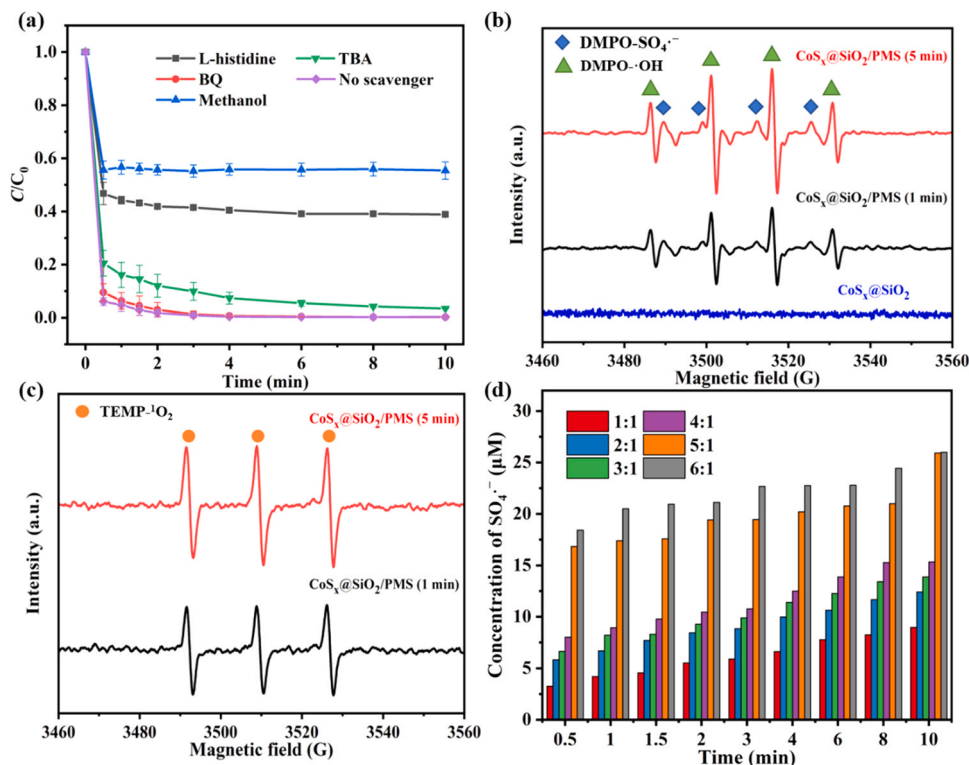 (a)
1.0
0.8
0.6
0.4
0.2
0.0
C/C₀
L-histidine
BQ
Methanol
TBA
No scavenger
0
2
4
6
8
10
Time (min)
(b)
DMPO-SO₄·⁻
DMPO-·OH
CoSₓ@SiO₂/PMS (5 min)
CoSₓ@SiO₂/PMS (1 min)
CoSₓ@SiO₂
Intensity (a.u.)
3460
3480
3500
3520
3540
3560
Magnetic field (G)
(c)
TEMP-¹O₂
CoSₓ@SiO₂/PMS (5 min)
CoSₓ@SiO₂/PMS (1 min)
Intensity (a.u.)
3460
3480
3500
3520
3540
3560
Magnetic field (G)
(d)
30
25
20
15
10
5
0
Concentration of SO₄·⁻ (μM)
1:1
2:1
3:1
4:1
5:1
6:1
0.5
1
1.5
2
3
4
6
8
10
Time (min)